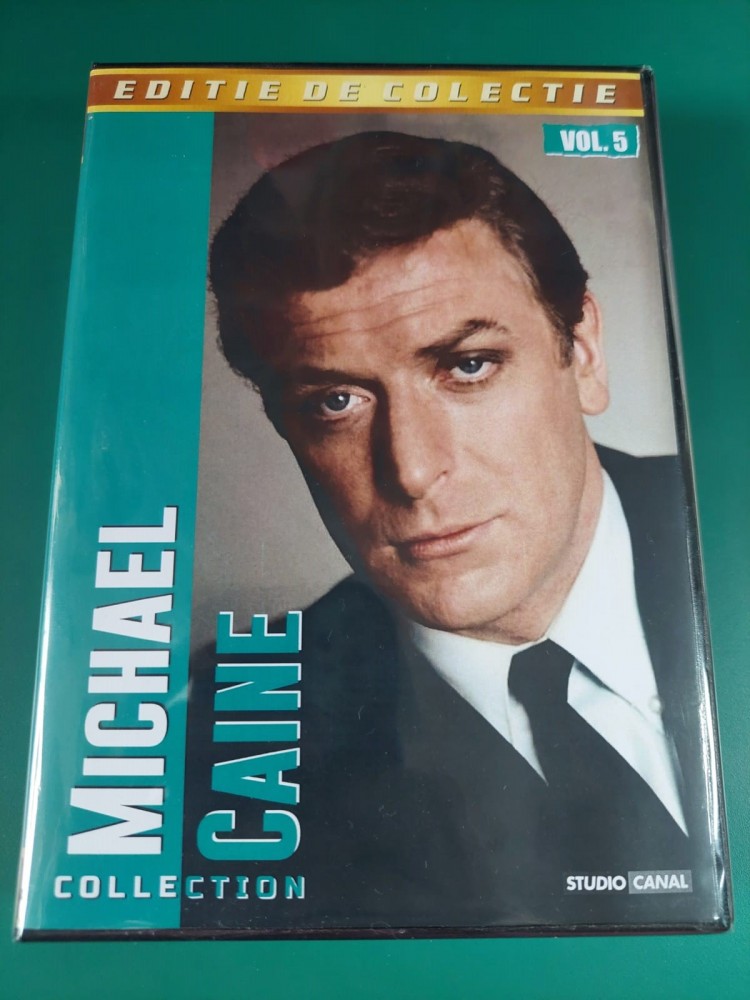 EDITIE DE COLECTIE
VOL. 5
MICHAEL
CAINE
COLLECTION
STUDIO CANAL